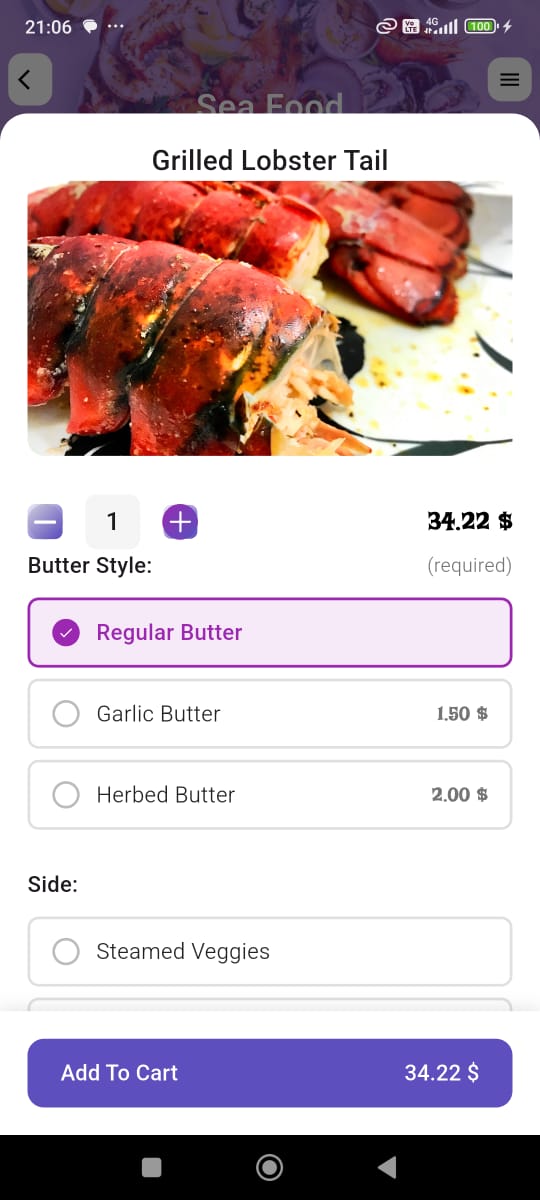 21:06
Vo LTE 4G 100
Sea Food
Grilled Lobster Tail
1 34.22 $
Butter Style: (required)
Regular Butter
Garlic Butter 1.50 $
Herbed Butter 2.00 $
Side:
Steamed Veggies
Add To Cart 34.22 $